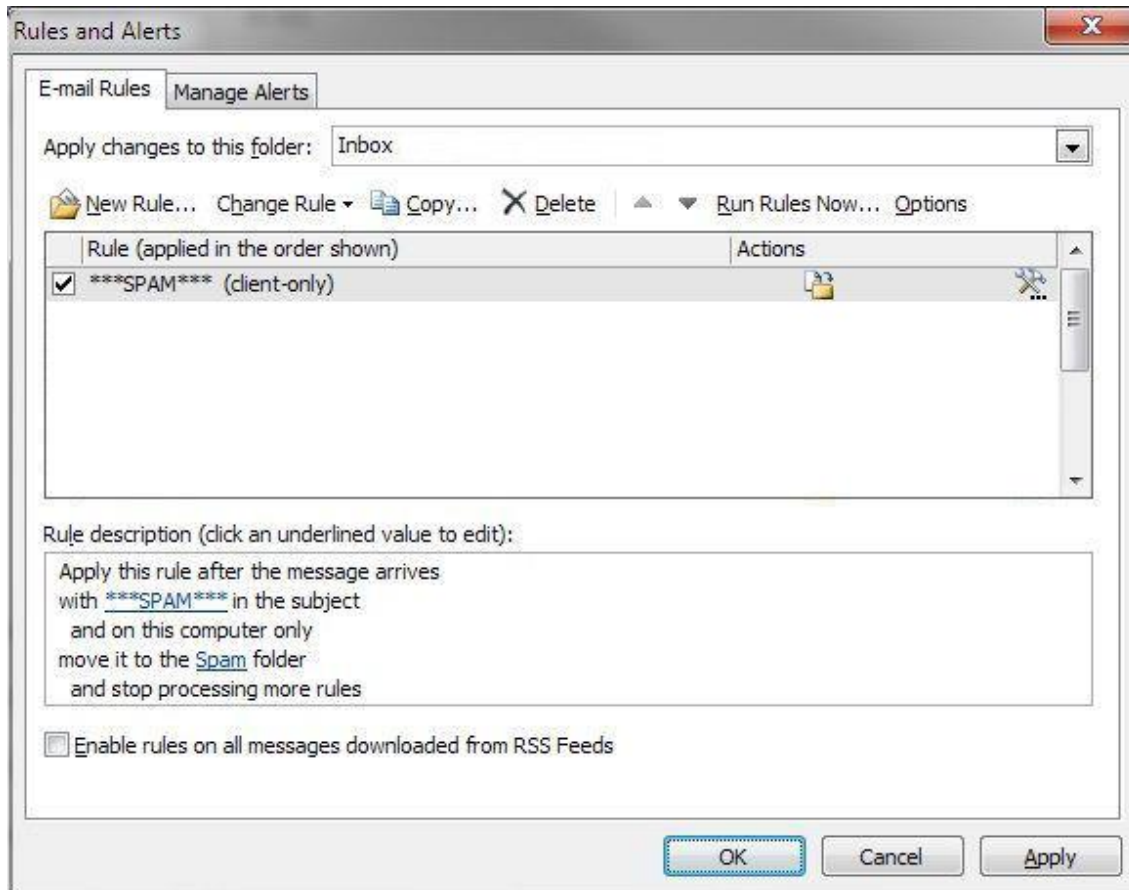 Rules and Alerts
E-mail Rules Manage Alerts
Apply changes to this folder: Inbox
New Rule... Change Rule Copy... Delete Run Rules Now... Options
Rule (applied in the order shown) Actions
***SPAM*** (client-only)
Rule description (click an underlined value to edit):
Apply this rule after the message arrives
with ***SPAM*** in the subject
and on this computer only
move it to the Spam folder
and stop processing more rules
Enable rules on all messages downloaded from RSS Feeds
OK Cancel Apply